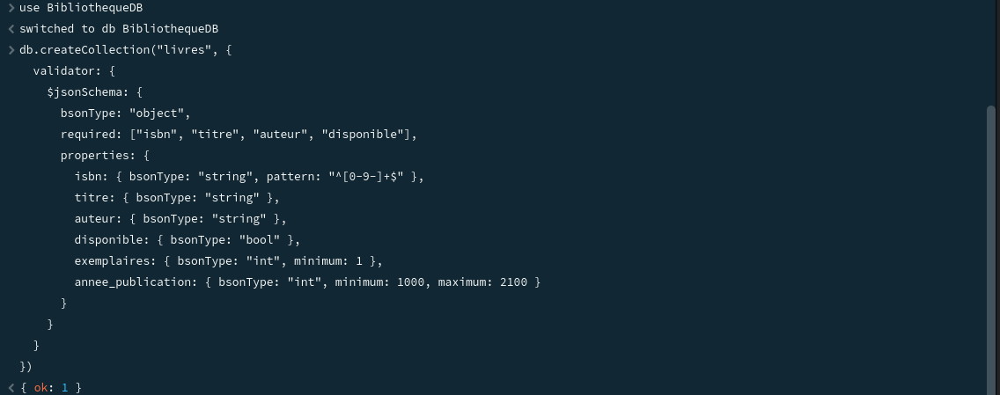 > use BibliothequeDB
< switched to db BibliothequeDB
> db.createCollection("livres", {
    validator: {
      $jsonSchema: {
        bsonType: "object",
        required: ["isbn", "titre", "auteur", "disponible"],
        properties: {
          isbn: { bsonType: "string", pattern: "^[0-9-]+$" },
          titre: { bsonType: "string" },
          auteur: { bsonType: "string" },
          disponible: { bsonType: "bool" },
          exemplaires: { bsonType: "int", minimum: 1 },
          annee_publication: { bsonType: "int", minimum: 1000, maximum: 2100 }
        }
      }
    }
  })
< { ok: 1 }